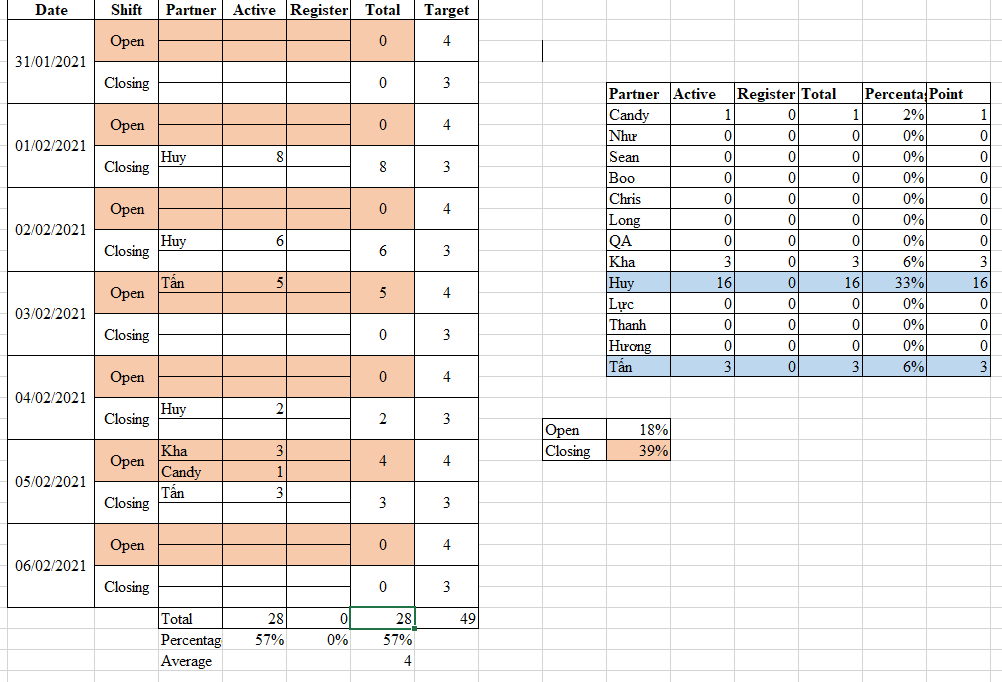 Date Shift Partner Active Register Total Target
31/01/2021 Open 0 4
Closing 0 3
01/02/2021 Open 0 4
Closing Huy 8 8 3
02/02/2021 Open 0 4
Closing Huy 6 6 3
03/02/2021 Open Tấn 5 5 4
Closing 0 3
04/02/2021 Open 0 4
Closing Huy 2 2 3
05/02/2021 Open Kha 3 4 4
Candy 1
Closing Tấn 3 3 3
06/02/2021 Open 0 4
Closing 0 3
Total 28 0 28 49
Percentag 57% 0% 57%
Average 4
Partner Active Register Total Percenta Point
Candy 1 0 1 2% 1
Như 0 0 0 0% 0
Sean 0 0 0 0% 0
Boo 0 0 0 0% 0
Chris 0 0 0 0% 0
Long 0 0 0 0% 0
QA 0 0 0 0% 0
Kha 3 0 3 6% 3
Huy 16 0 16 33% 16
Lực 0 0 0 0% 0
Thanh 0 0 0 0% 0
Hương 0 0 0 0% 0
Tấn 3 0 3 6% 3
Open 18%
Closing 39%